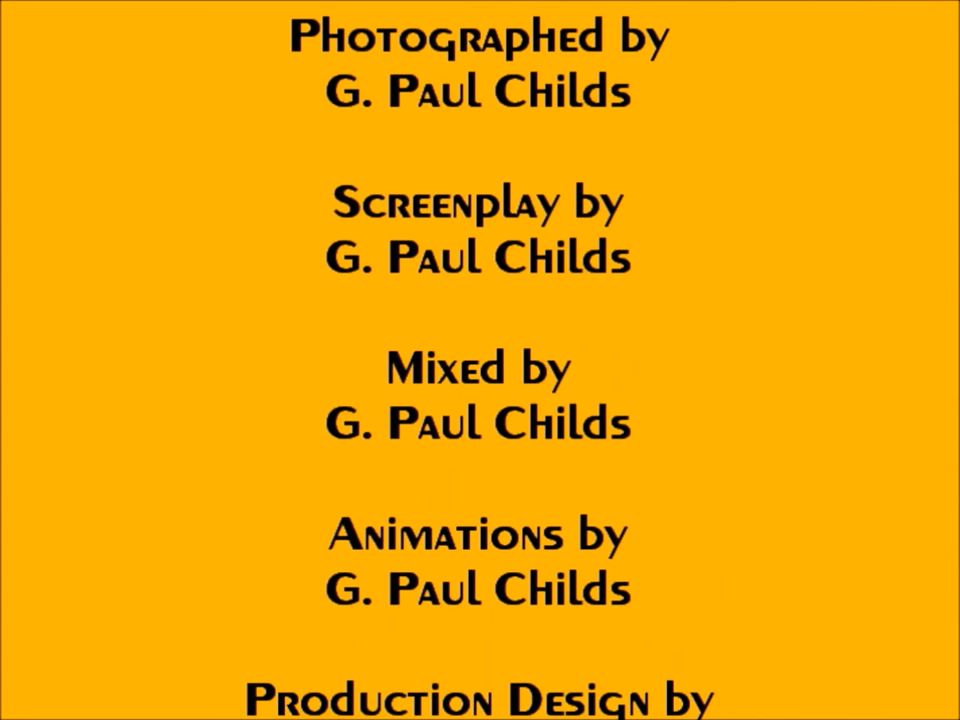 Photographed by
G. Paul Childs
Screenplay by
G. Paul Childs
Mixed by
G. Paul Childs
Animations by
G. Paul Childs
Production Design by